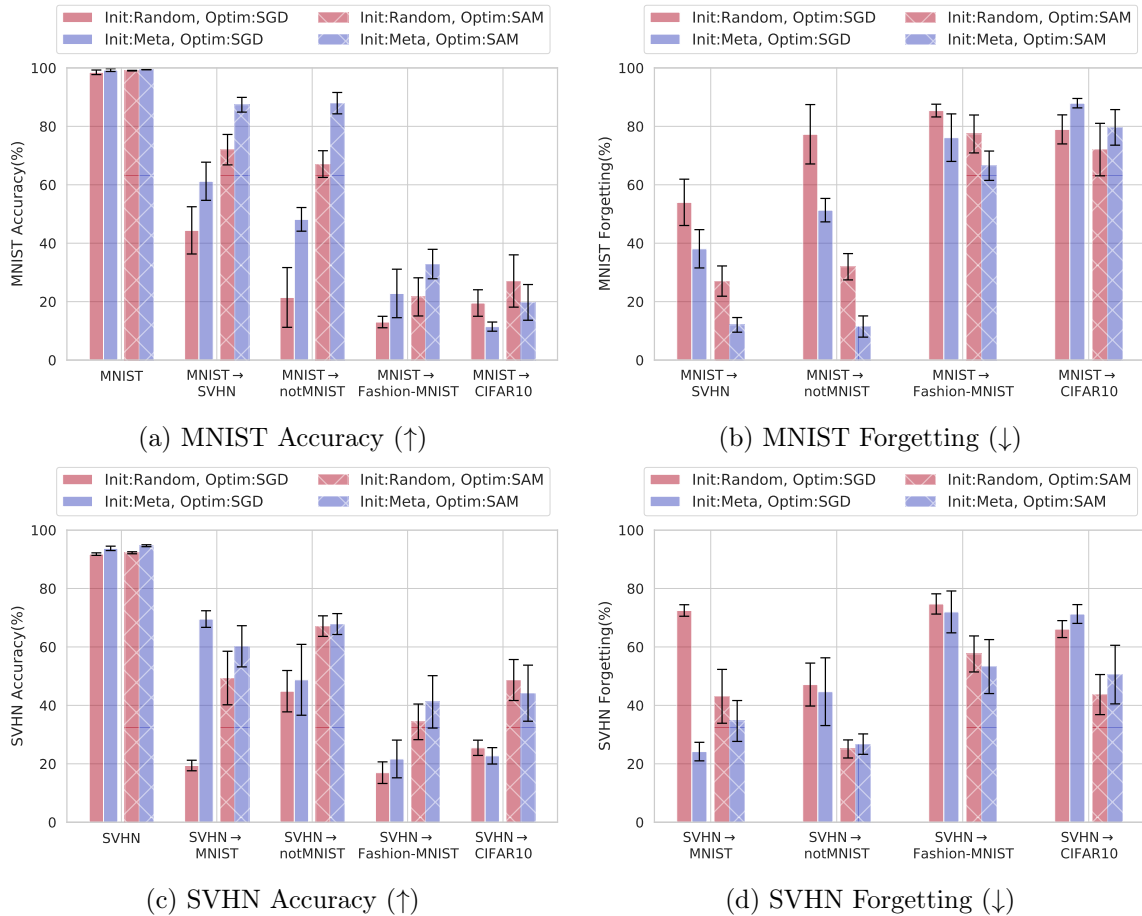 Init:Random, Optim:SGD
Init:Random, Optim:SAM
Init:Meta, Optim:SGD
Init:Meta, Optim:SAM
MNIST Accuracy(%)
100
80
60
40
20
0
MNIST
MNIST→
SVHN
MNIST→
notMNIST
MNIST→
Fashion-MNIST
MNIST→
CIFAR10
(a) MNIST Accuracy (↑)
Init:Random, Optim:SGD
Init:Random, Optim:SAM
Init:Meta, Optim:SGD
Init:Meta, Optim:SAM
MNIST Forgetting(%)
100
80
60
40
20
0
MNIST→
SVHN
MNIST→
notMNIST
MNIST→
Fashion-MNIST
MNIST→
CIFAR10
(b) MNIST Forgetting (↓)
Init:Random, Optim:SGD
Init:Random, Optim:SAM
Init:Meta, Optim:SGD
Init:Meta, Optim:SAM
SVHN Accuracy(%)
100
80
60
40
20
0
SVHN
SVHN→
MNIST
SVHN→
notMNIST
SVHN→
Fashion-MNIST
SVHN→
CIFAR10
(c) SVHN Accuracy (↑)
Init:Random, Optim:SGD
Init:Random, Optim:SAM
Init:Meta, Optim:SGD
Init:Meta, Optim:SAM
SVHN Forgetting(%)
100
80
60
40
20
0
SVHN→
MNIST
SVHN→
notMNIST
SVHN→
Fashion-MNIST
SVHN→
CIFAR10
(d) SVHN Forgetting (↓)